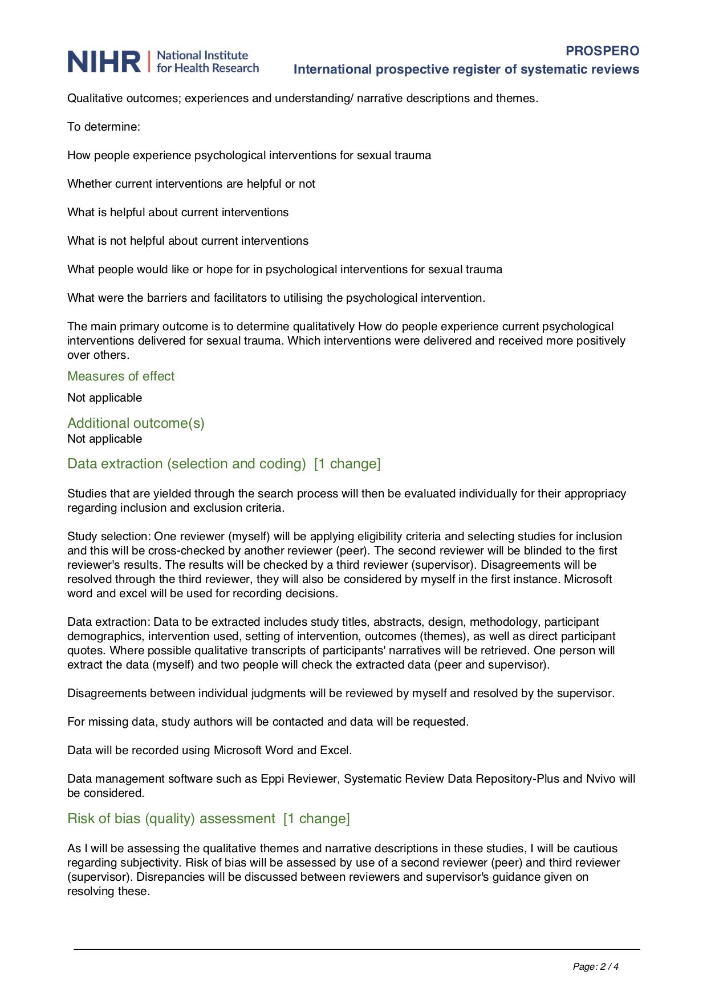 NIHR | National Institute
for Health Research
PROSPERO
International prospective register of systematic reviews
Qualitative outcomes; experiences and understanding/ narrative descriptions and themes.
To determine:
How people experience psychological interventions for sexual trauma
Whether current interventions are helpful or not
What is helpful about current interventions
What is not helpful about current interventions
What people would like or hope for in psychological interventions for sexual trauma
What were the barriers and facilitators to utilising the psychological intervention.
The main primary outcome is to determine qualitatively How do people experience current psychological
interventions delivered for sexual trauma. Which interventions were delivered and received more positively
over others.
Measures of effect
Not applicable
Additional outcome(s)
Not applicable
Data extraction (selection and coding) [1 change]
Studies that are yielded through the search process will then be evaluated individually for their appropriacy
regarding inclusion and exclusion criteria.
Study selection: One reviewer (myself) will be applying eligibility criteria and selecting studies for inclusion
and this will be cross-checked by another reviewer (peer). The second reviewer will be blinded to the first
reviewer's results. The results will be checked by a third reviewer (supervisor). Disagreements will be
resolved through the third reviewer, they will also be considered by myself in the first instance. Microsoft
word and excel will be used for recording decisions.
Data extraction: Data to be extracted includes study titles, abstracts, design, methodology, participant
demographics, intervention used, setting of intervention, outcomes (themes), as well as direct participant
quotes. Where possible qualitative transcripts of participants' narratives will be retrieved. One person will
extract the data (myself) and two people will check the extracted data (peer and supervisor).
Disagreements between individual judgments will be reviewed by myself and resolved by the supervisor.
For missing data, study authors will be contacted and data will be requested.
Data will be recorded using Microsoft Word and Excel.
Data management software such as Eppi Reviewer, Systematic Review Data Repository-Plus and Nvivo will
be considered.
Risk of bias (quality) assessment [1 change]
As I will be assessing the qualitative themes and narrative descriptions in these studies, I will be cautious
regarding subjectivity. Risk of bias will be assessed by use of a second reviewer (peer) and third reviewer
(supervisor). Disrepancies will be discussed between reviewers and supervisor's guidance given on
resolving these.
Page: 2 / 4